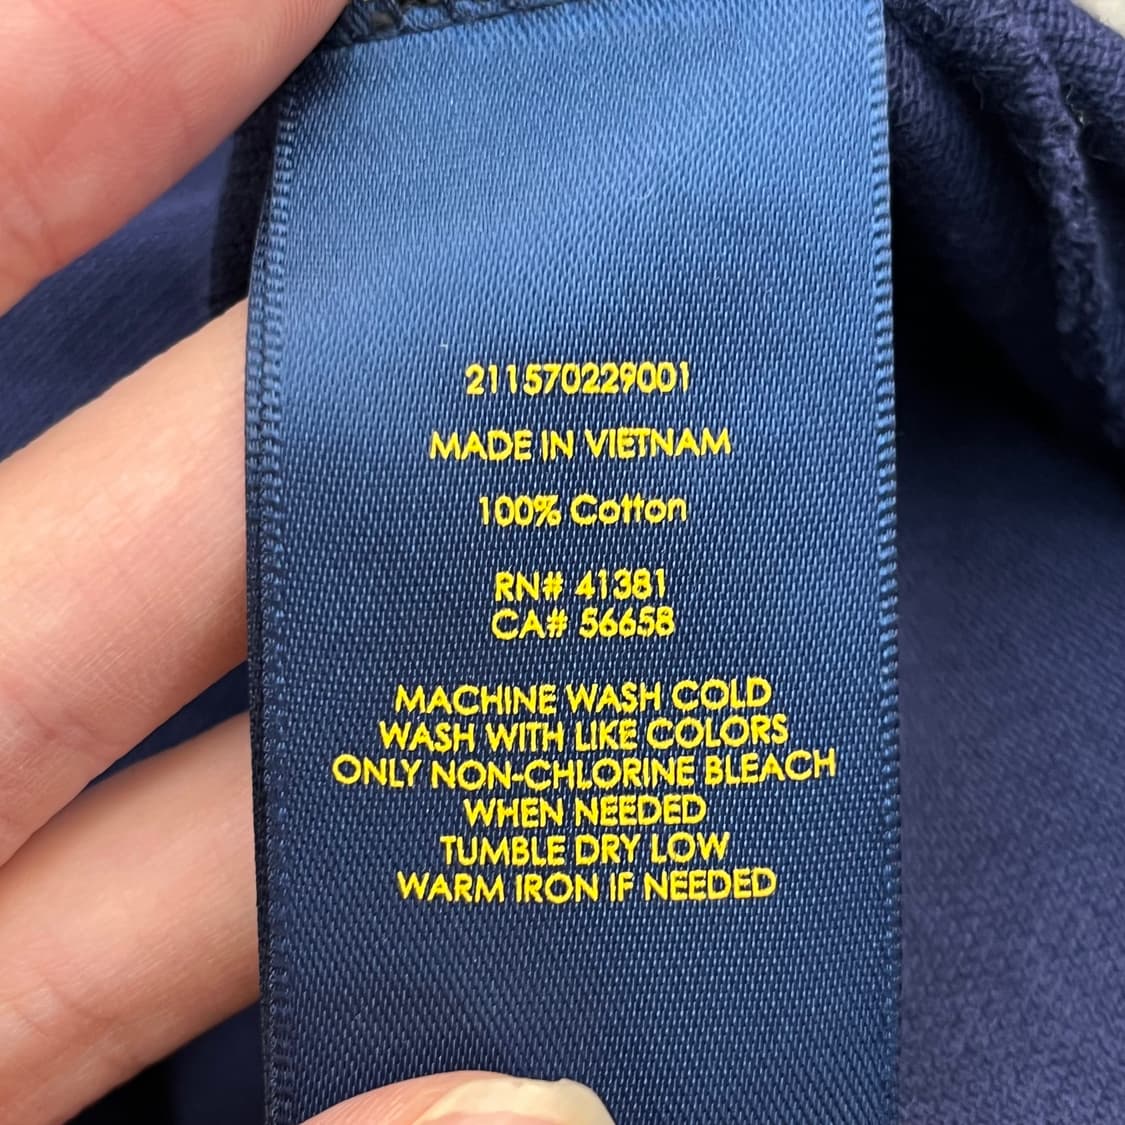 211570229001
MADE IN VIETNAM
100% Cotton
RN# 41381
CA# 56658
MACHINE WASH COLD
WASH WITH LIKE COLORS
ONLY NON-CHLORINE BLEACH
WHEN NEEDED
TUMBLE DRY LOW
WARM IRON IF NEEDED